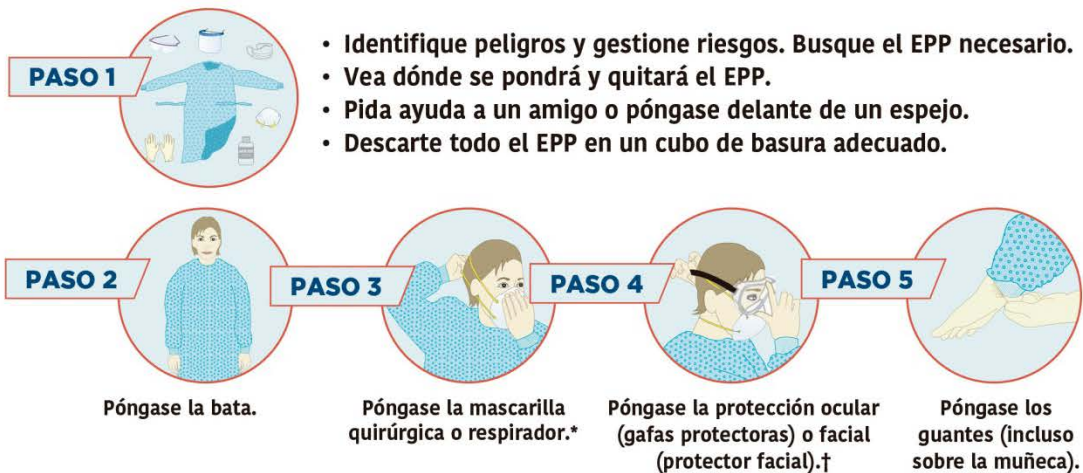 PASO 1
• Identifique peligros y gestione riesgos. Busque el EPP necesario.
• Vea dónde se pondrá y quitará el EPP.
• Pida ayuda a un amigo o póngase delante de un espejo.
• Descarte todo el EPP en un cubo de basura adecuado.
PASO 2
Póngase la bata.
PASO 3
Póngase la mascarilla
quirúrgica o respirador.*
PASO 4
Póngase la protección ocular
(gafas protectoras) o facial
(protector facial).†
PASO 5
Póngase los
guantes (incluso
sobre la muñeca).